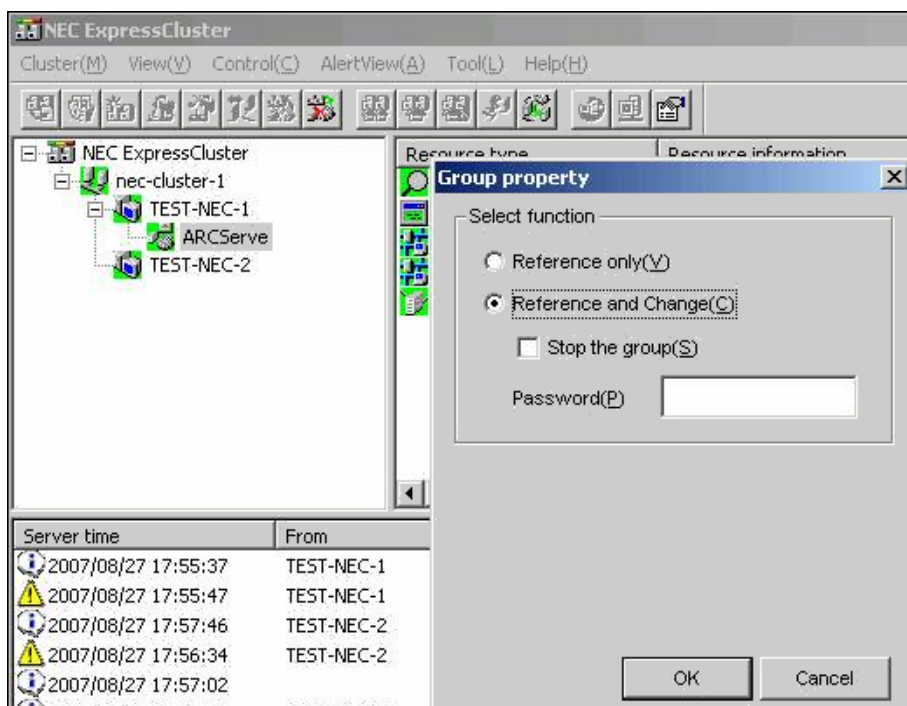 NEC ExpressCluster
Cluster(M) View(V) Control(C) AlertView(A) Tool(L) Help(H)
NEC ExpressCluster
nec-cluster-1
TEST-NEC-1
ARCServe
TEST-NEC-2
Resource type Resource information
Group property
Select function
Reference only(V)
Reference and Change(C)
Stop the group(S)
Password(P)
OK Cancel
Server time From
2007/08/27 17:55:37 TEST-NEC-1
2007/08/27 17:55:47 TEST-NEC-1
2007/08/27 17:57:46 TEST-NEC-2
2007/08/27 17:56:34 TEST-NEC-2
2007/08/27 17:57:02